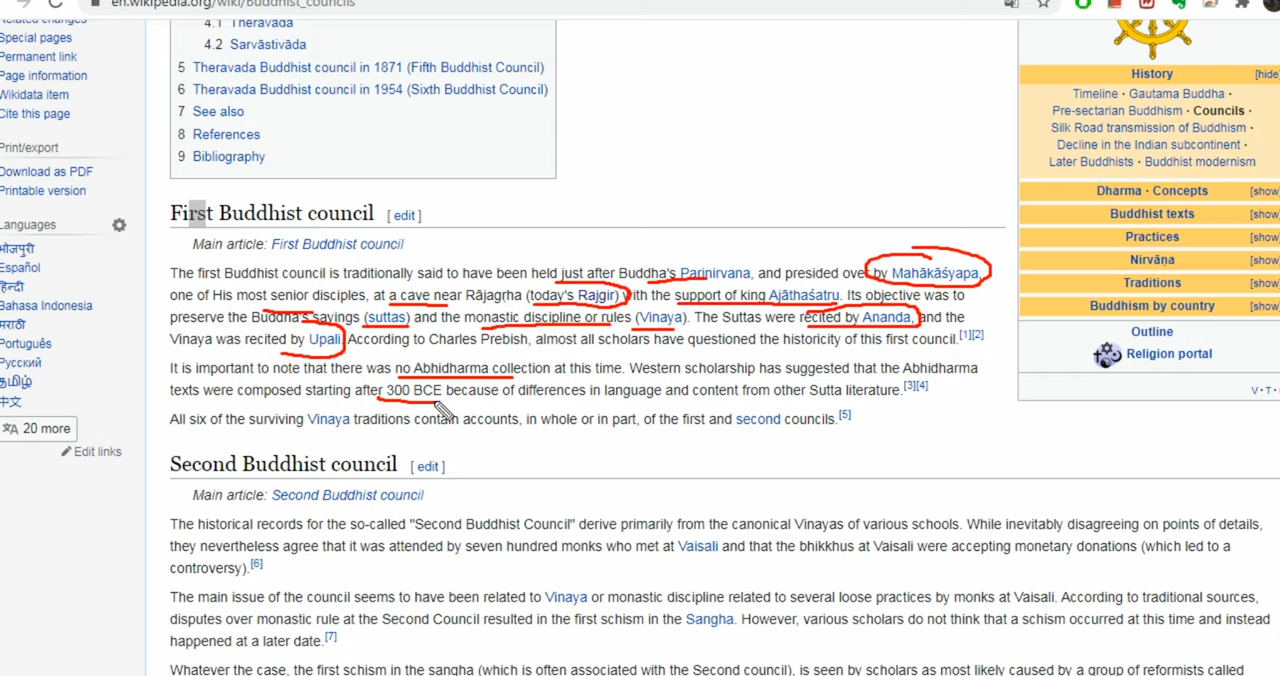 en.wikipedia.org/wiki/Buddhist_councils
Related changes
Special pages
Permanent link
Page information
Wikidata item
Cite this page
Print/export
Download as PDF
Printable version
Languages
भोजपुरी
Español
हिन्दी
Bahasa Indonesia
मराठी
Português
Русский
தமிழ்
中文
20 more
Edit links
4.1 Theravada
4.2 Sarvāstivāda
5 Theravada Buddhist council in 1871 (Fifth Buddhist Council)
6 Theravada Buddhist council in 1954 (Sixth Buddhist Council)
7 See also
8 References
9 Bibliography
First Buddhist council [ edit ]
Main article: First Buddhist council
The first Buddhist council is traditionally said to have been held just after Buddha's Parinirvana, and presided over by Mahākāśyapa,
one of His most senior disciples, at a cave near Rājagṛha (today's Rajgir) with the support of king Ajāthaśatru. Its objective was to
preserve the Buddha's sayings (suttas) and the monastic discipline or rules (Vinaya). The Suttas were recited by Ananda, and the
Vinaya was recited by Upali. According to Charles Prebish, almost all scholars have questioned the historicity of this first council.[1][2]
It is important to note that there was no Abhidharma collection at this time. Western scholarship has suggested that the Abhidharma
texts were composed starting after 300 BCE because of differences in language and content from other Sutta literature.[3][4]
All six of the surviving Vinaya traditions contain accounts, in whole or in part, of the first and second councils.[5]
Second Buddhist council [ edit ]
Main article: Second Buddhist council
The historical records for the so-called "Second Buddhist Council" derive primarily from the canonical Vinayas of various schools. While inevitably disagreeing on points of details,
they nevertheless agree that it was attended by seven hundred monks who met at Vaisali and that the bhikkhus at Vaisali were accepting monetary donations (which led to a
controversy).[6]
The main issue of the council seems to have been related to Vinaya or monastic discipline related to several loose practices by monks at Vaisali. According to traditional sources,
disputes over monastic rule at the Second Council resulted in the first schism in the Sangha. However, various scholars do not think that a schism occurred at this time and instead
happened at a later date.[7]
Whatever the case, the first schism in the sangha (which is often associated with the Second council), is seen by scholars as most likely caused by a group of reformists called
History [hide]
Timeline · Gautama Buddha ·
Pre-sectarian Buddhism · Councils ·
Silk Road transmission of Buddhism ·
Decline in the Indian subcontinent ·
Later Buddhists · Buddhist modernism
Dharma · Concepts [show]
Buddhist texts [show]
Practices [show]
Nirvāṇa [show]
Traditions [show]
Buddhism by country [show]
Outline
Religion portal
V · T ·